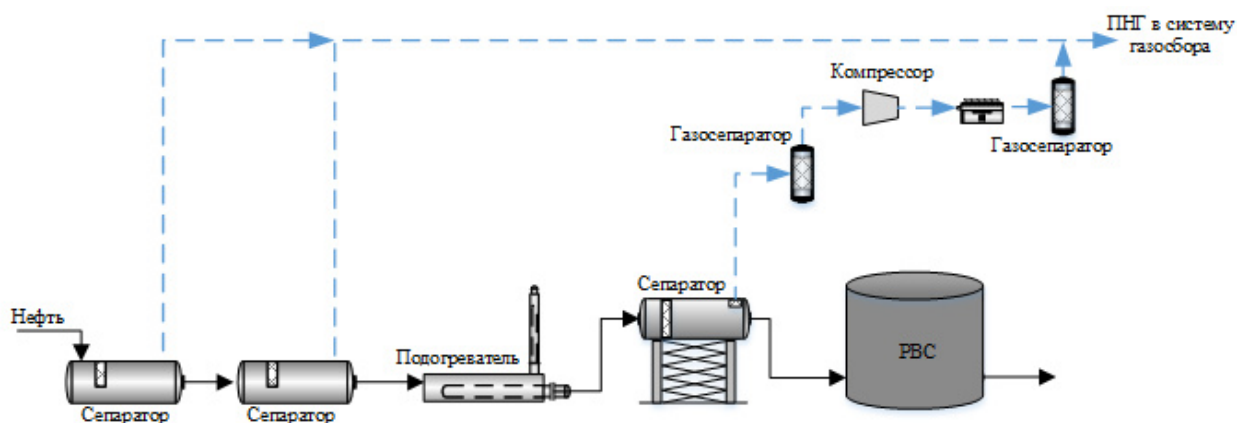 ПНГ в систему
газосбора
Компрессор
Газосепаратор
Газосепаратор
Сепаратор
Нефть
Подогреватель
РВС
Сепаратор
Сепаратор